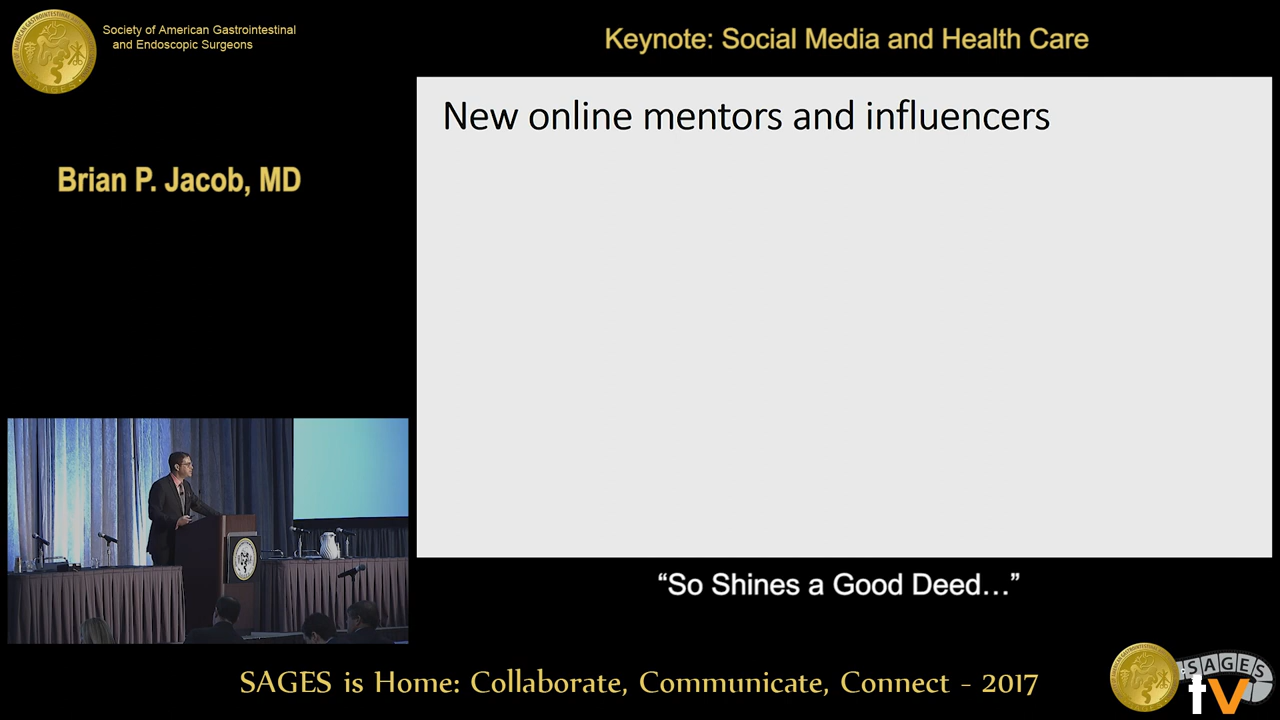 Society of American Gastrointestinal
and Endoscopic Surgeons
Keynote: Social Media and Health Care
New online mentors and influencers
Brian P. Jacob, MD
“So Shines a Good Deed…”
SAGES is Home: Collaborate, Communicate, Connect - 2017
SAGES
tv